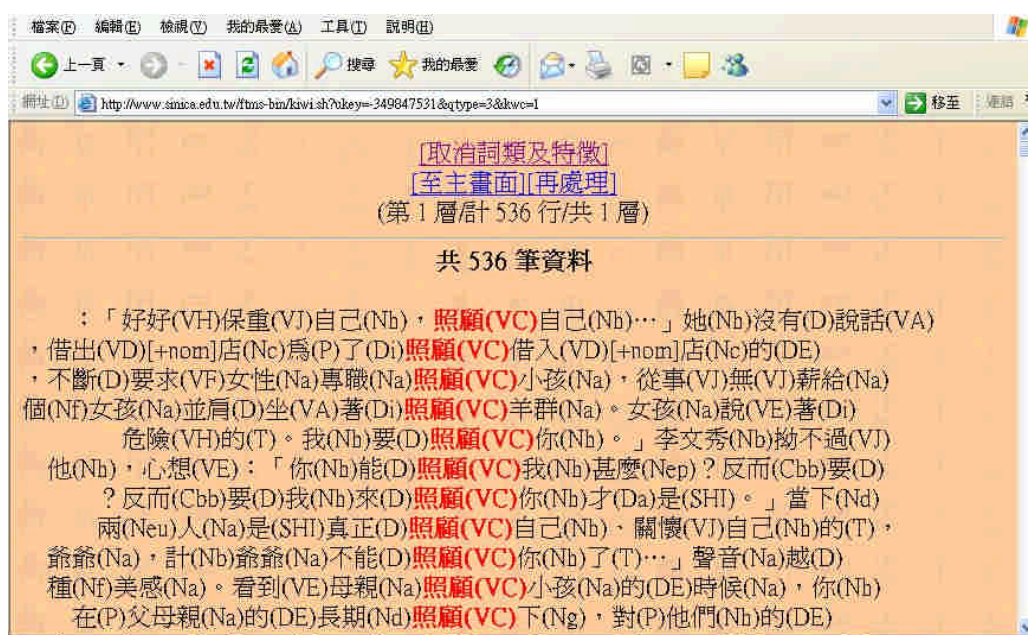 檔案(F) 編輯(E) 檢視(V) 我的最愛(A) 工具(T) 說明(H)
上一頁 搜尋 我的最愛
網址(D) http://www.sinica.edu.tw/ftms-bin/kiwi.sh?ukey=-349847531&qtype=3&kwc=1 移至 連結
[取消詞類及特徵]
[至主畫面][再處理]
(第 1 層/計 536 行/共 1 層)
共 536 筆資料
：「好好(VH)保重(VJ)自己(Nb)，照顧(VC)自己(Nb)…」她(Nb)沒有(D)說話(VA)
，借出(VD)[+nom]店(Nc)為(P)了(Di)照顧(VC)借入(VD)[+nom]店(Nc)的(DE)
，不斷(D)要求(VF)女性(Na)專職(Na)照顧(VC)小孩(Na)，從事(VJ)無(VJ)薪給(Na)
個(Nf)女孩(Na)並肩(D)坐(VA)著(Di)照顧(VC)羊群(Na)。女孩(Na)說(VE)著(Di)
危險(VH)的(T)。我(Nh)要(D)照顧(VC)你(Nh)。」李文秀(Nb)拗不過(VJ)
他(Nh)，心想(VE)：「你(Nh)能(D)照顧(VC)我(Nh)甚麼(Nep)？反而(Cbb)要(D)
？反而(Cbb)要(D)我(Nh)來(D)照顧(VC)你(Nh)才(Da)是(SHI)。」當下(Nd)
兩(Neu)人(Na)是(SHI)真正(D)照顧(VC)自己(Nh)、關懷(VJ)自己(Nh)的(T)，
爺爺(Na)，計(Nb)爺爺(Na)不能(D)照顧(VC)你(Nh)了(T)…」聲音(Na)越(D)
種(Nf)美感(Na)。看到(VE)母親(Na)照顧(VC)小孩(Na)的(DE)時候(Na)，你(Nh)
在(P)父母親(Na)的(DE)長期(Nd)照顧(VC)下(Ng)，對(P)他們(Nh)的(DE)